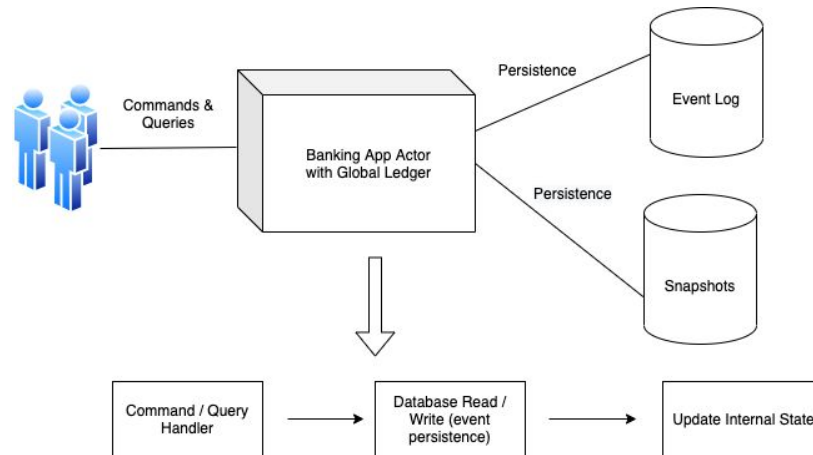 Commands &
Queries
Banking App Actor
with Global Ledger
Persistence
Event Log
Persistence
Snapshots
Command / Query
Handler
Database Read /
Write (event
persistence)
Update Internal State